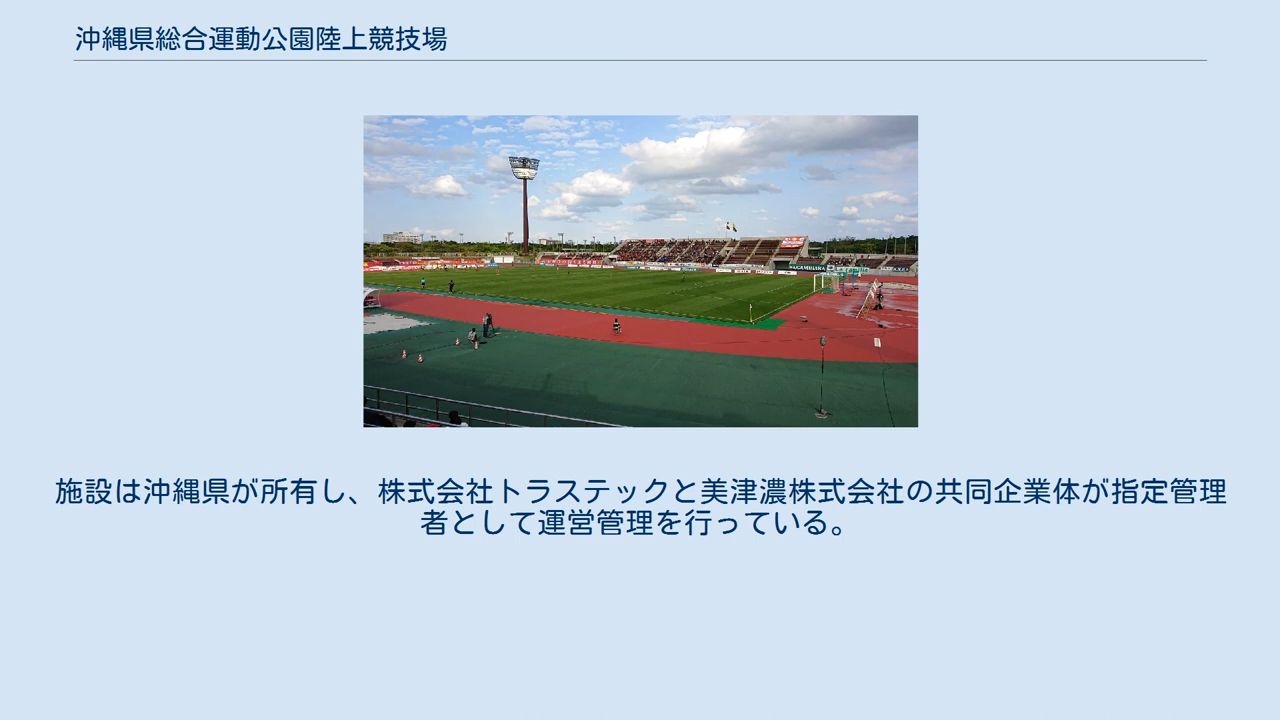 沖縄県総合運動公園陸上競技場
施設は沖縄県が所有し、株式会社トラステックと美津濃株式会社の共同企業体が指定管理
者として運営管理を行っている。